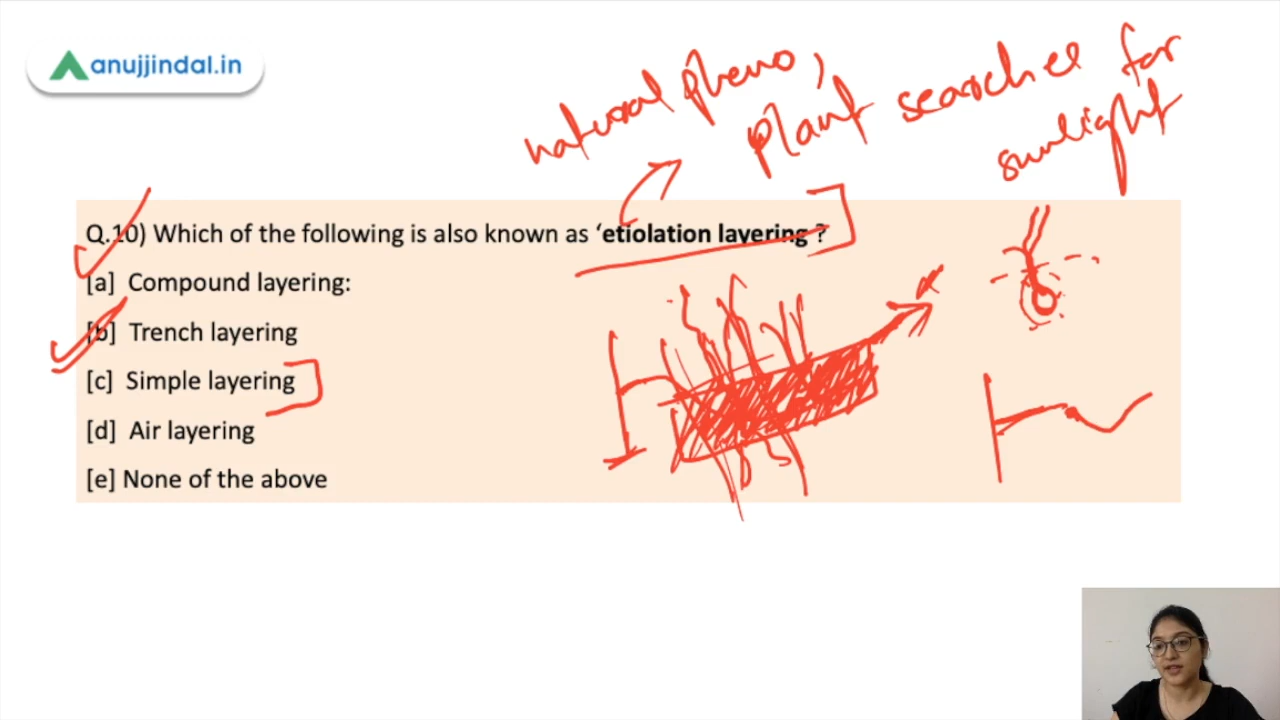 anujjindal.in
natural pheno,
plant searches for
sunlight
Q.10) Which of the following is also known as ‘etiolation layering ?
[a] Compound layering:
[b] Trench layering
[c] Simple layering
[d] Air layering
[e] None of the above